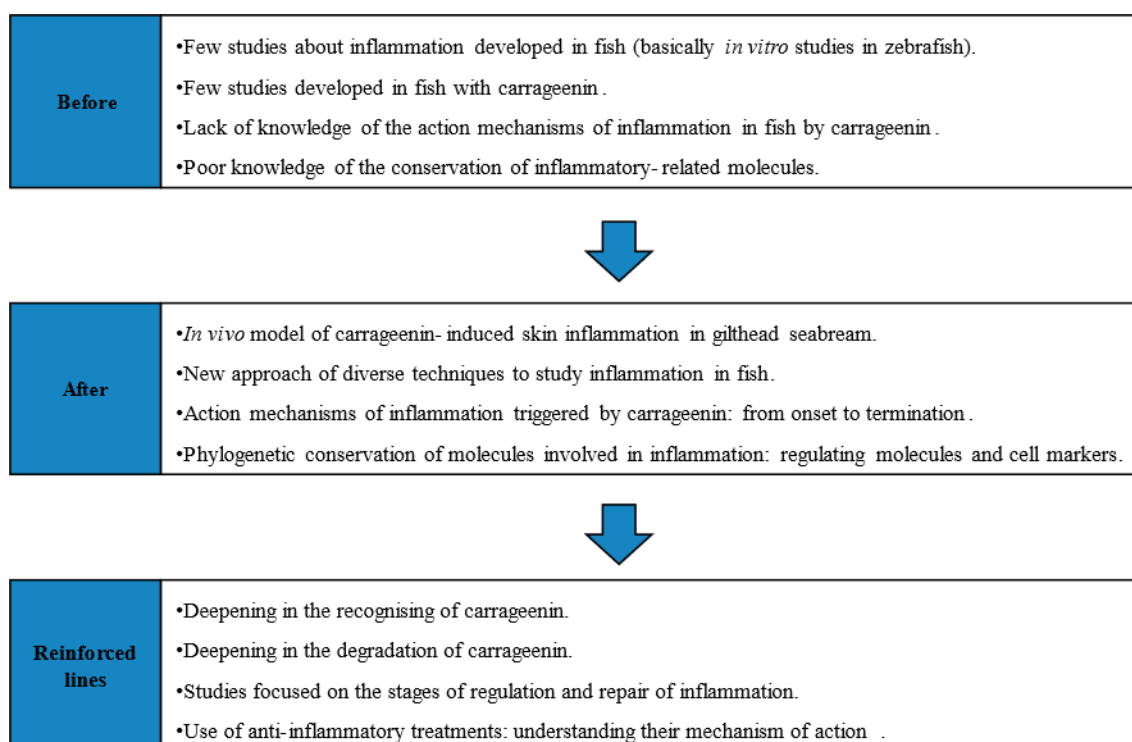 Before
•Few studies about inflammation developed in fish (basically in vitro studies in zebrafish).
•Few studies developed in fish with carrageenin .
•Lack of knowledge of the action mechanisms of inflammation in fish by carrageenin .
•Poor knowledge of the conservation of inflammatory- related molecules.
After
•In vivo model of carrageenin- induced skin inflammation in gilthead seabream.
•New approach of diverse techniques to study inflammation in fish.
•Action mechanisms of inflammation triggered by carrageenin: from onset to termination .
•Phylogenetic conservation of molecules involved in inflammation: regulating molecules and cell markers.
Reinforced
lines
•Deepening in the recognising of carrageenin.
•Deepening in the degradation of carrageenin.
•Studies focused on the stages of regulation and repair of inflammation.
•Use of anti-inflammatory treatments: understanding their mechanism of action .